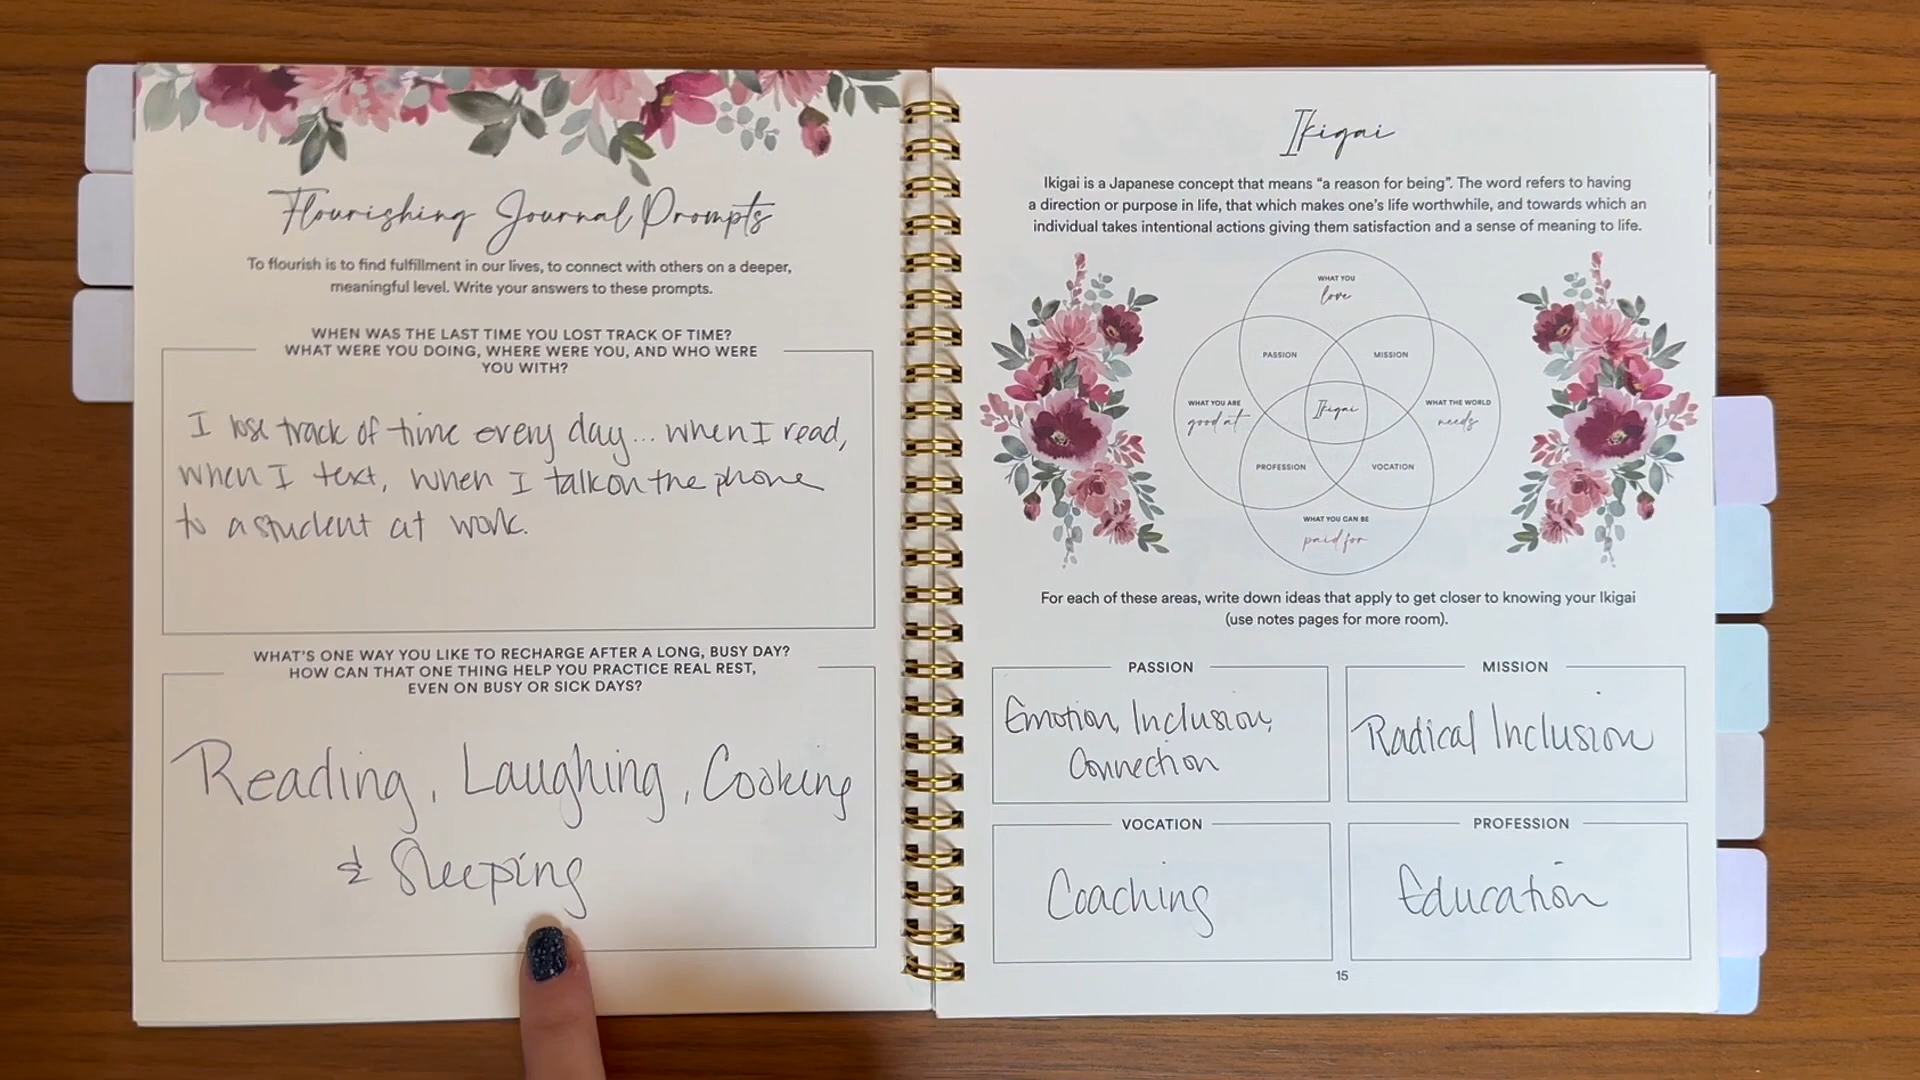 Flourishing Journal Prompts
To flourish is to find fulfillment in our lives, to connect with others on a deeper,
meaningful level. Write your answers to these prompts.
WHEN WAS THE LAST TIME YOU LOST TRACK OF TIME?
WHAT WERE YOU DOING, WHERE WERE YOU, AND WHO WERE
YOU WITH?
I lose track of time every day... when I read,
when I text, when I talk on the phone
to a student at work.
WHAT'S ONE WAY YOU LIKE TO RECHARGE AFTER A LONG, BUSY DAY?
HOW CAN THAT ONE THING HELP YOU PRACTICE REAL REST,
EVEN ON BUSY OR SICK DAYS?
Reading, Laughing, Cooking
& Sleeping
Ikigai
Ikigai is a Japanese concept that means “a reason for being”. The word refers to having
a direction or purpose in life, that which makes one's life worthwhile, and towards which an
individual takes intentional actions giving them satisfaction and a sense of meaning to life.
WHAT YOU
love
PASSION
MISSION
WHAT YOU ARE
good at
Ikigai
WHAT THE WORLD
needs
PROFESSION
VOCATION
WHAT YOU CAN BE
paid for
For each of these areas, write down ideas that apply to get closer to knowing your Ikigai
(use notes pages for more room).
PASSION
Emotion, Inclusion,
Connection
MISSION
Radical Inclusion
VOCATION
Coaching
PROFESSION
Education
15